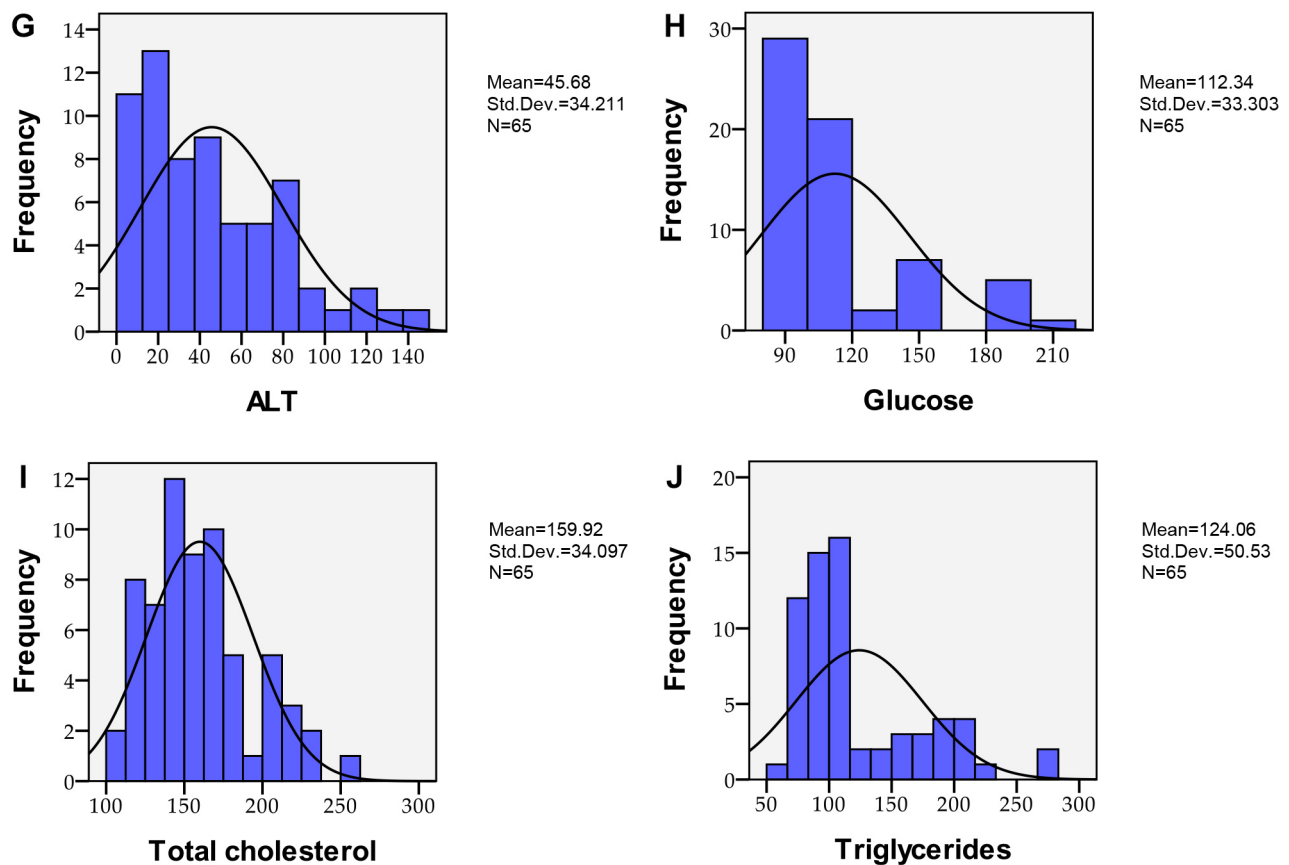 G
Frequency
14
12
10
8
6
4
2
0
0 20 40 60 80 100 120 140
ALT
Mean=45.68
Std.Dev.=34.211
N=65
H
Frequency
30
20
10
0
90 120 150 180 210
Glucose
Mean=112.34
Std.Dev.=33.303
N=65
I
Frequency
12
10
8
6
4
2
0
100 150 200 250 300
Total cholesterol
Mean=159.92
Std.Dev.=34.097
N=65
J
Frequency
20
15
10
5
0
50 100 150 200 250 300
Triglycerides
Mean=124.06
Std.Dev.=50.53
N=65